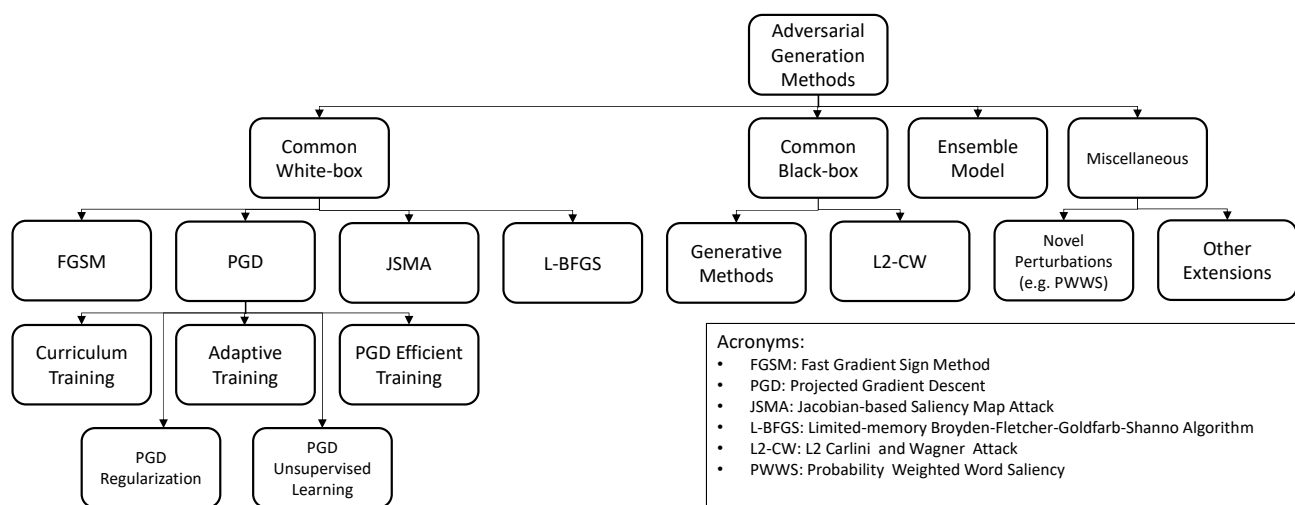 Adversarial
Generation
Methods
Common
White-box
Common
Black-box
Ensemble
Model
Miscellaneous
FGSM
PGD
JSMA
L-BFGS
Generative
Methods
L2-CW
Novel
Perturbations
(e.g. PWWS)
Other
Extensions
Curriculum
Training
Adaptive
Training
PGD Efficient
Training
PGD
Regularization
PGD
Unsupervised
Learning
Acronyms:
• FGSM: Fast Gradient Sign Method
• PGD: Projected Gradient Descent
• JSMA: Jacobian-based Saliency Map Attack
• L-BFGS: Limited-memory Broyden-Fletcher-Goldfarb-Shanno Algorithm
• L2-CW: L2 Carlini and Wagner Attack
• PWWS: Probability Weighted Word Saliency